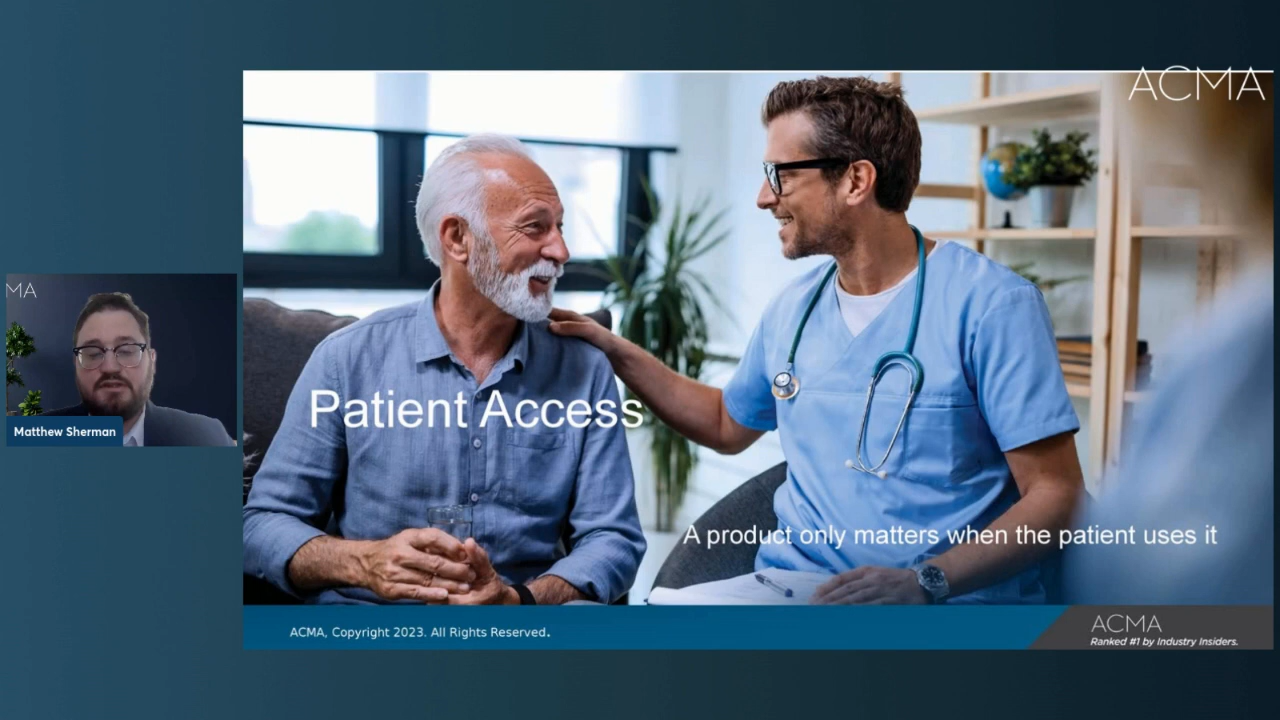 ACMA
MA
Matthew Sherman
Patient Access
A product only matters when the patient uses it
ACMA, Copyright 2023. All Rights Reserved.
ACMA
Ranked #1 by Industry Insiders.